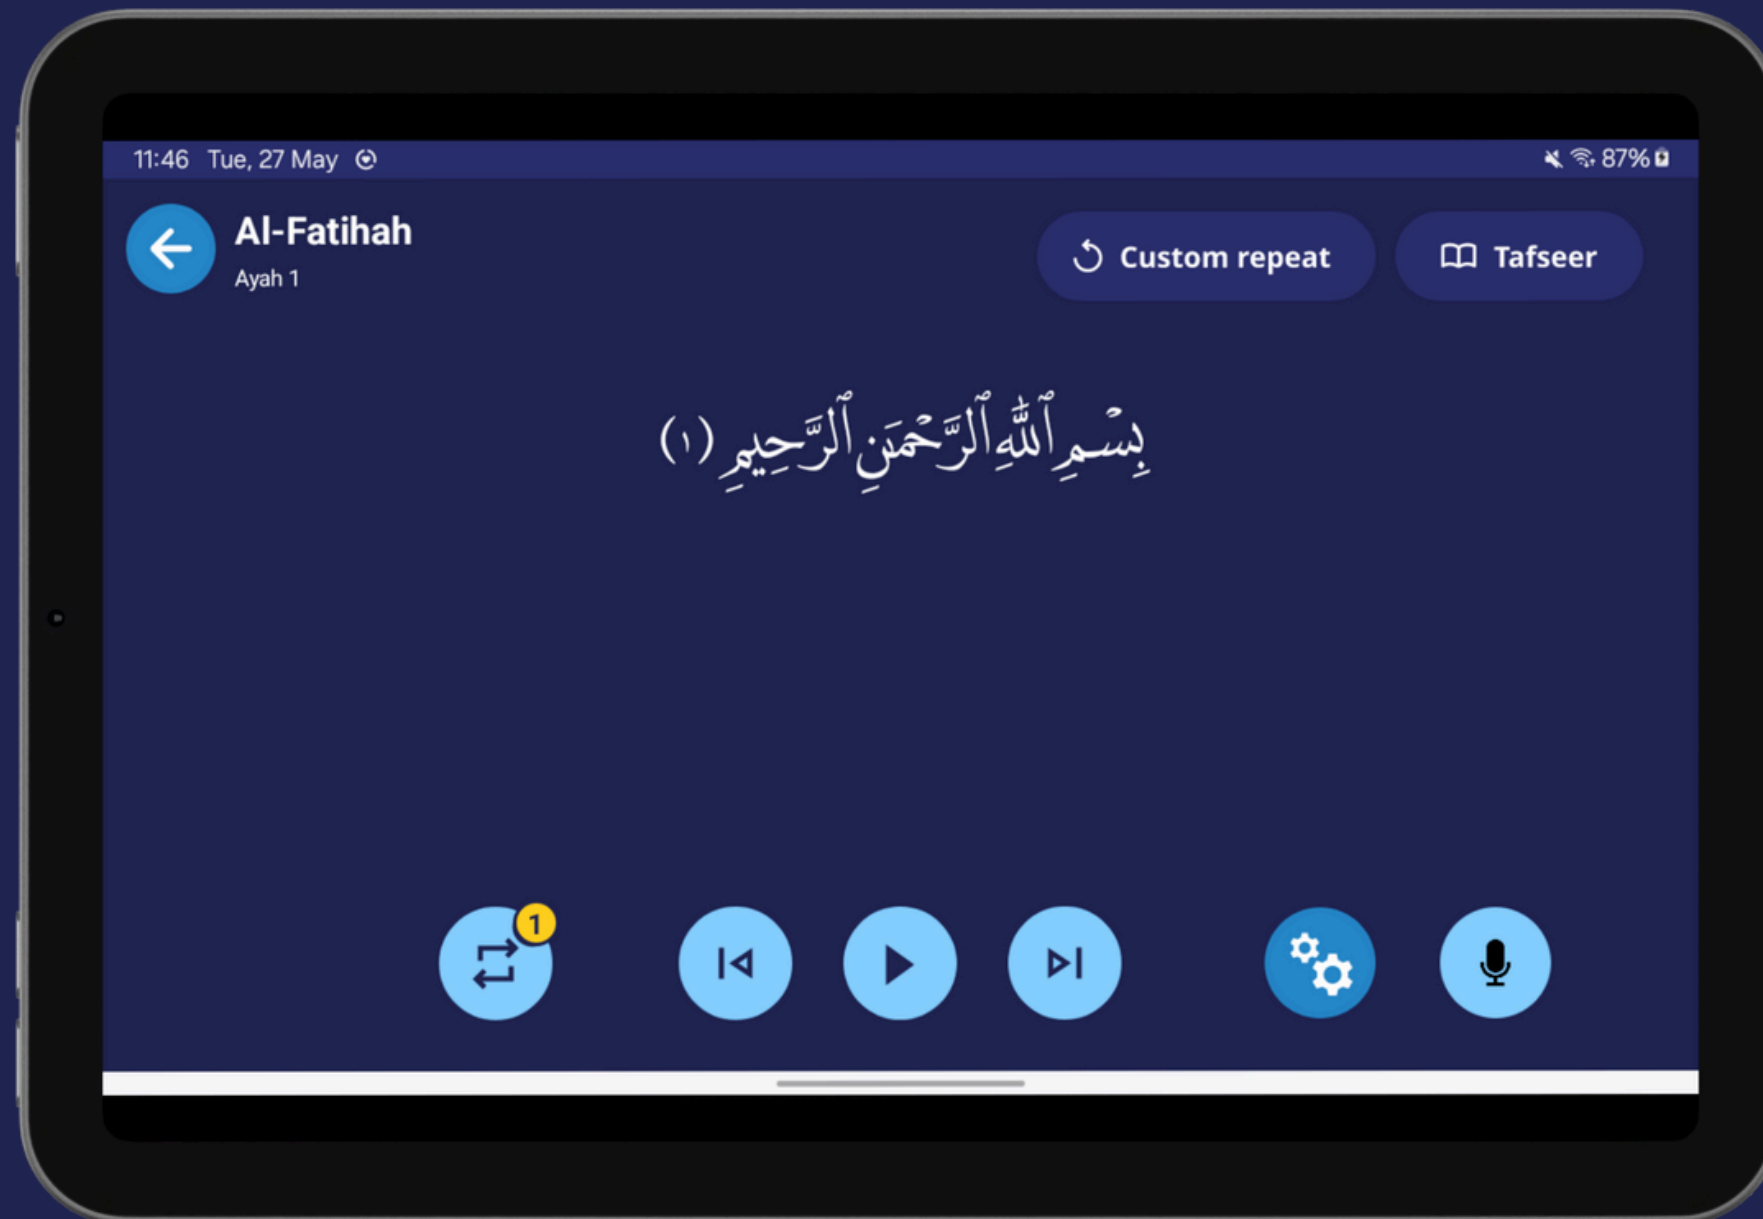 11:46 Tue, 27 May 87%
Al-Fatihah
Ayah 1
Custom repeat
Tafseer
بِسْمِ ٱللَّهِ ٱلرَّحْمَٰنِ ٱلرَّحِيمِ (١)
1